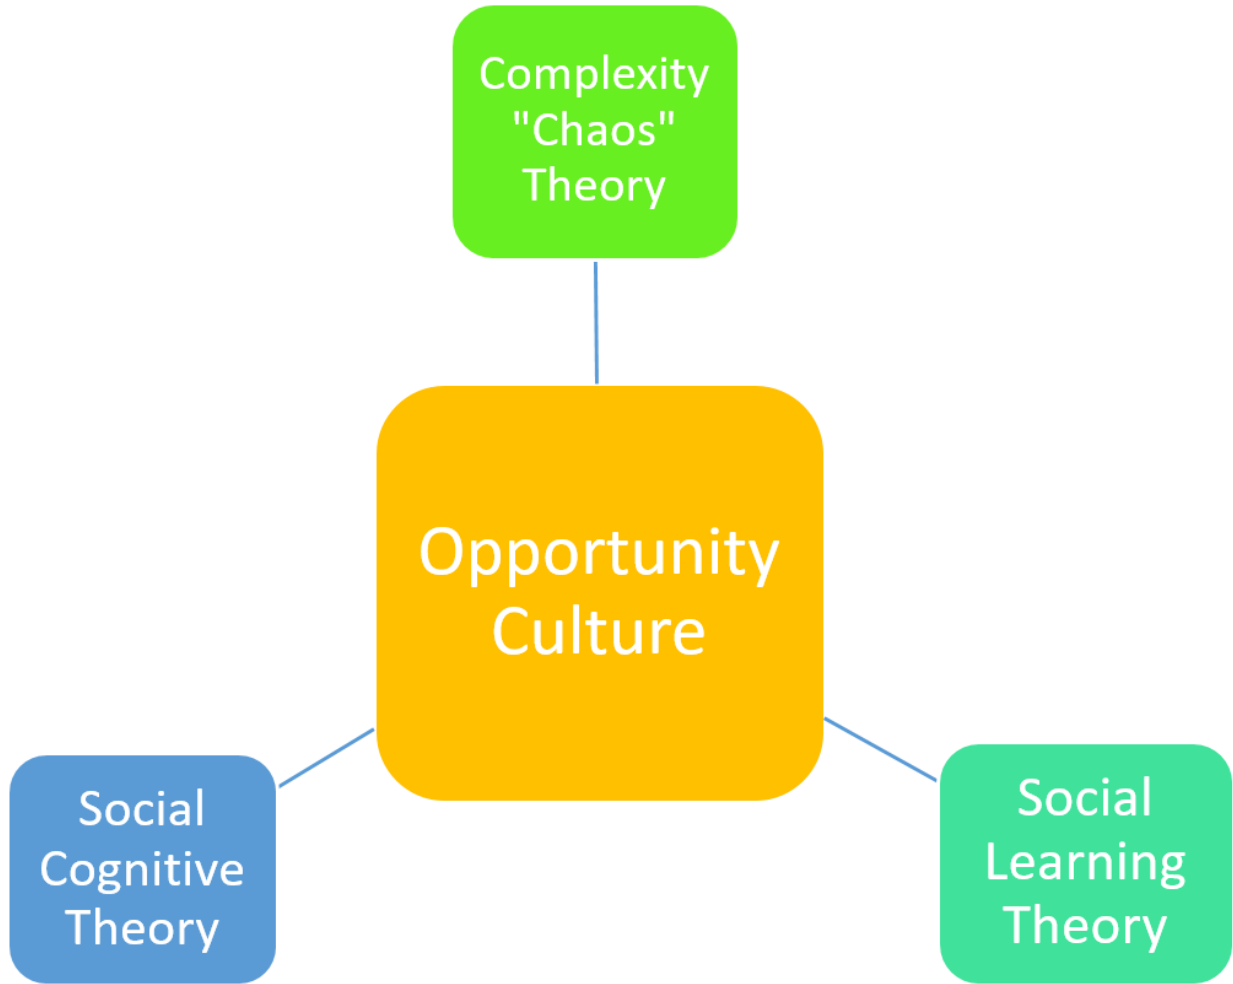 Complexity
"Chaos"
Theory
Opportunity
Culture
Social
Cognitive
Theory
Social
Learning
Theory